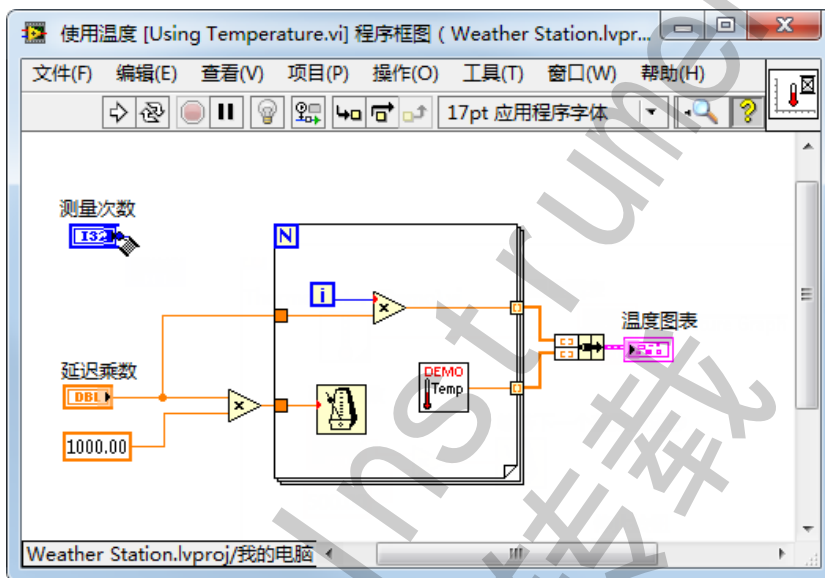 使用温度 [Using Temperature.vi] 程序框图 ( Weather Station.lvpr...
文件(F) 编辑(E) 查看(V) 项目(P) 操作(O) 工具(T) 窗口(W) 帮助(H)
17pt 应用程序字体
测量次数
I32
N
i
温度图表
延迟乘数
DBL
DEMO
Temp
1000.00
Weather Station.lvproj/我的电脑
Instrumen
转载